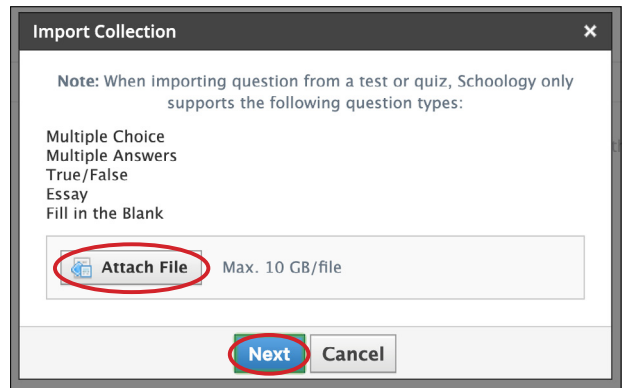 Import Collection ×
Note: When importing question from a test or quiz, Schoology only
supports the following question types:
Multiple Choice
Multiple Answers
True/False
Essay
Fill in the Blank
Attach File Max. 10 GB/file
Next Cancel